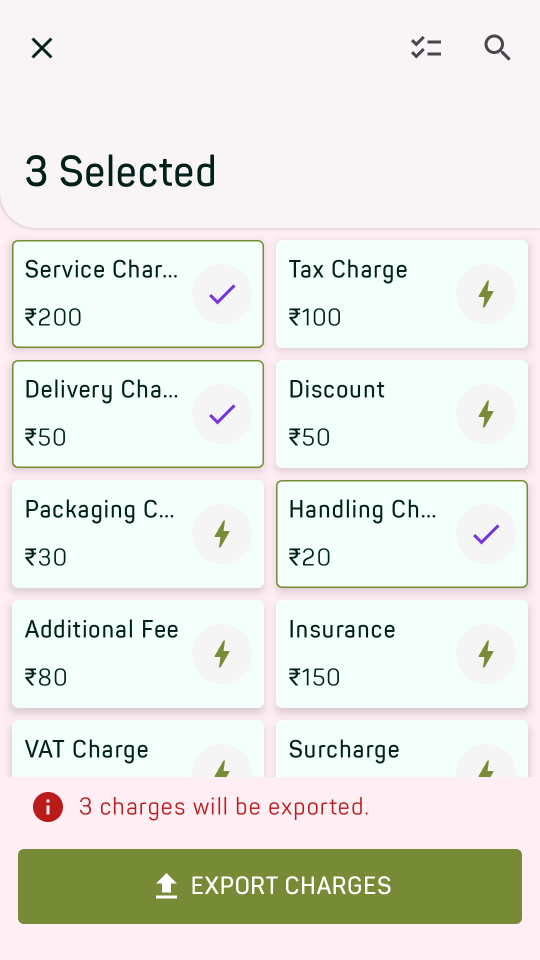 3 Selected
Service Char...
₹200
Tax Charge
₹100
Delivery Cha...
₹50
Discount
₹50
Packaging C...
₹30
Handling Ch...
₹20
Additional Fee
₹80
Insurance
₹150
VAT Charge
Surcharge
3 charges will be exported.
EXPORT CHARGES